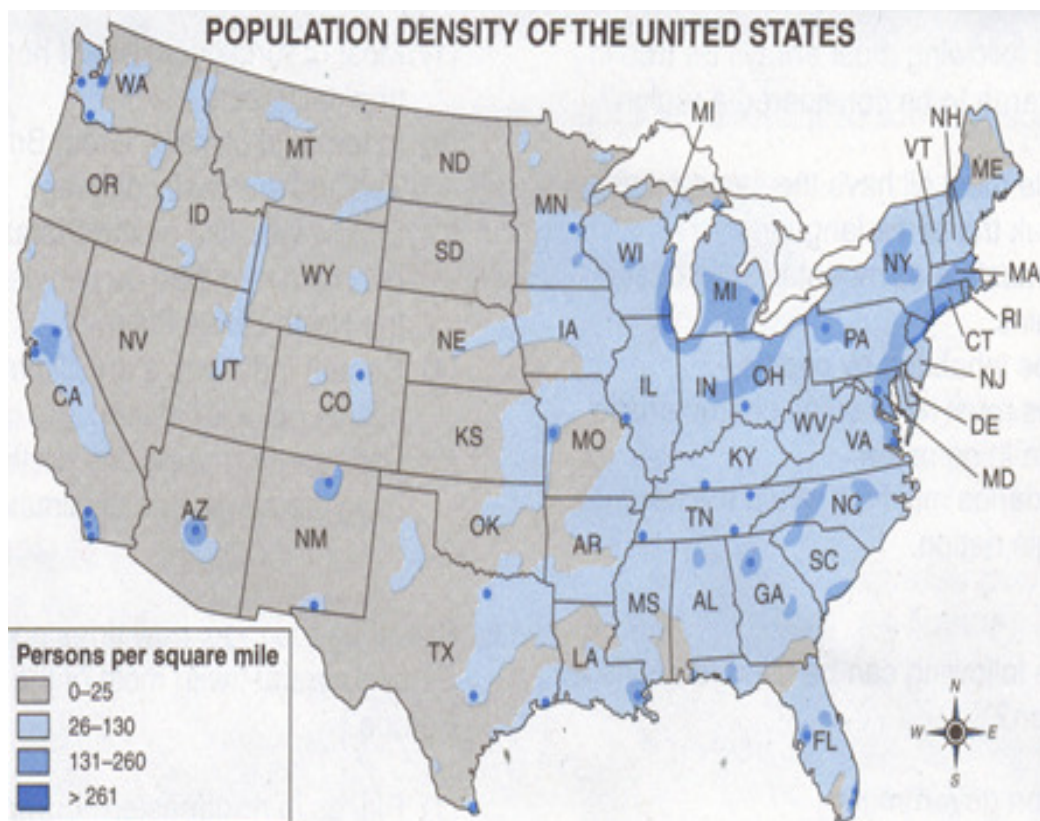 POPULATION DENSITY OF THE UNITED STATES
WA
MT
ND
MI
NH
VT
ME
OR
ID
MN
SD
WI
NY
MA
WY
MI
RI
NE
IA
PA
CT
NV
UT
IL
IN
OH
NJ
CA
CO
KS
MO
WV
VA
DE
KY
MD
AZ
NM
OK
TN
NC
AR
SC
MS
AL
GA
TX
LA
FL
Persons per square mile
0–25
26–130
131–260
> 261
N
W
E
S